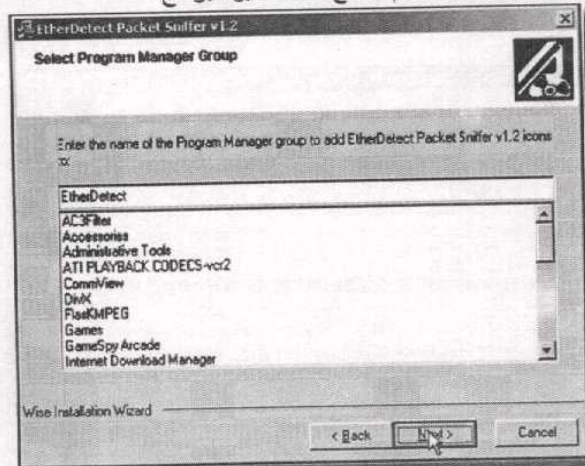 EtherDetect Packet Sniffer v1.2
Select Program Manager Group
Enter the name of the Program Manager group to add EtherDetect Packet Sniffer v1.2 icons
EtherDetect
AC3Filter
Accessories
Administrative Tools
ATI PLAYBACK CODECS-vcr2
CommView
DivX
FlasKMPEG
Games
GameSpy Arcade
Internet Download Manager
Wise Installation Wizard
< Back
Next >
Cancel